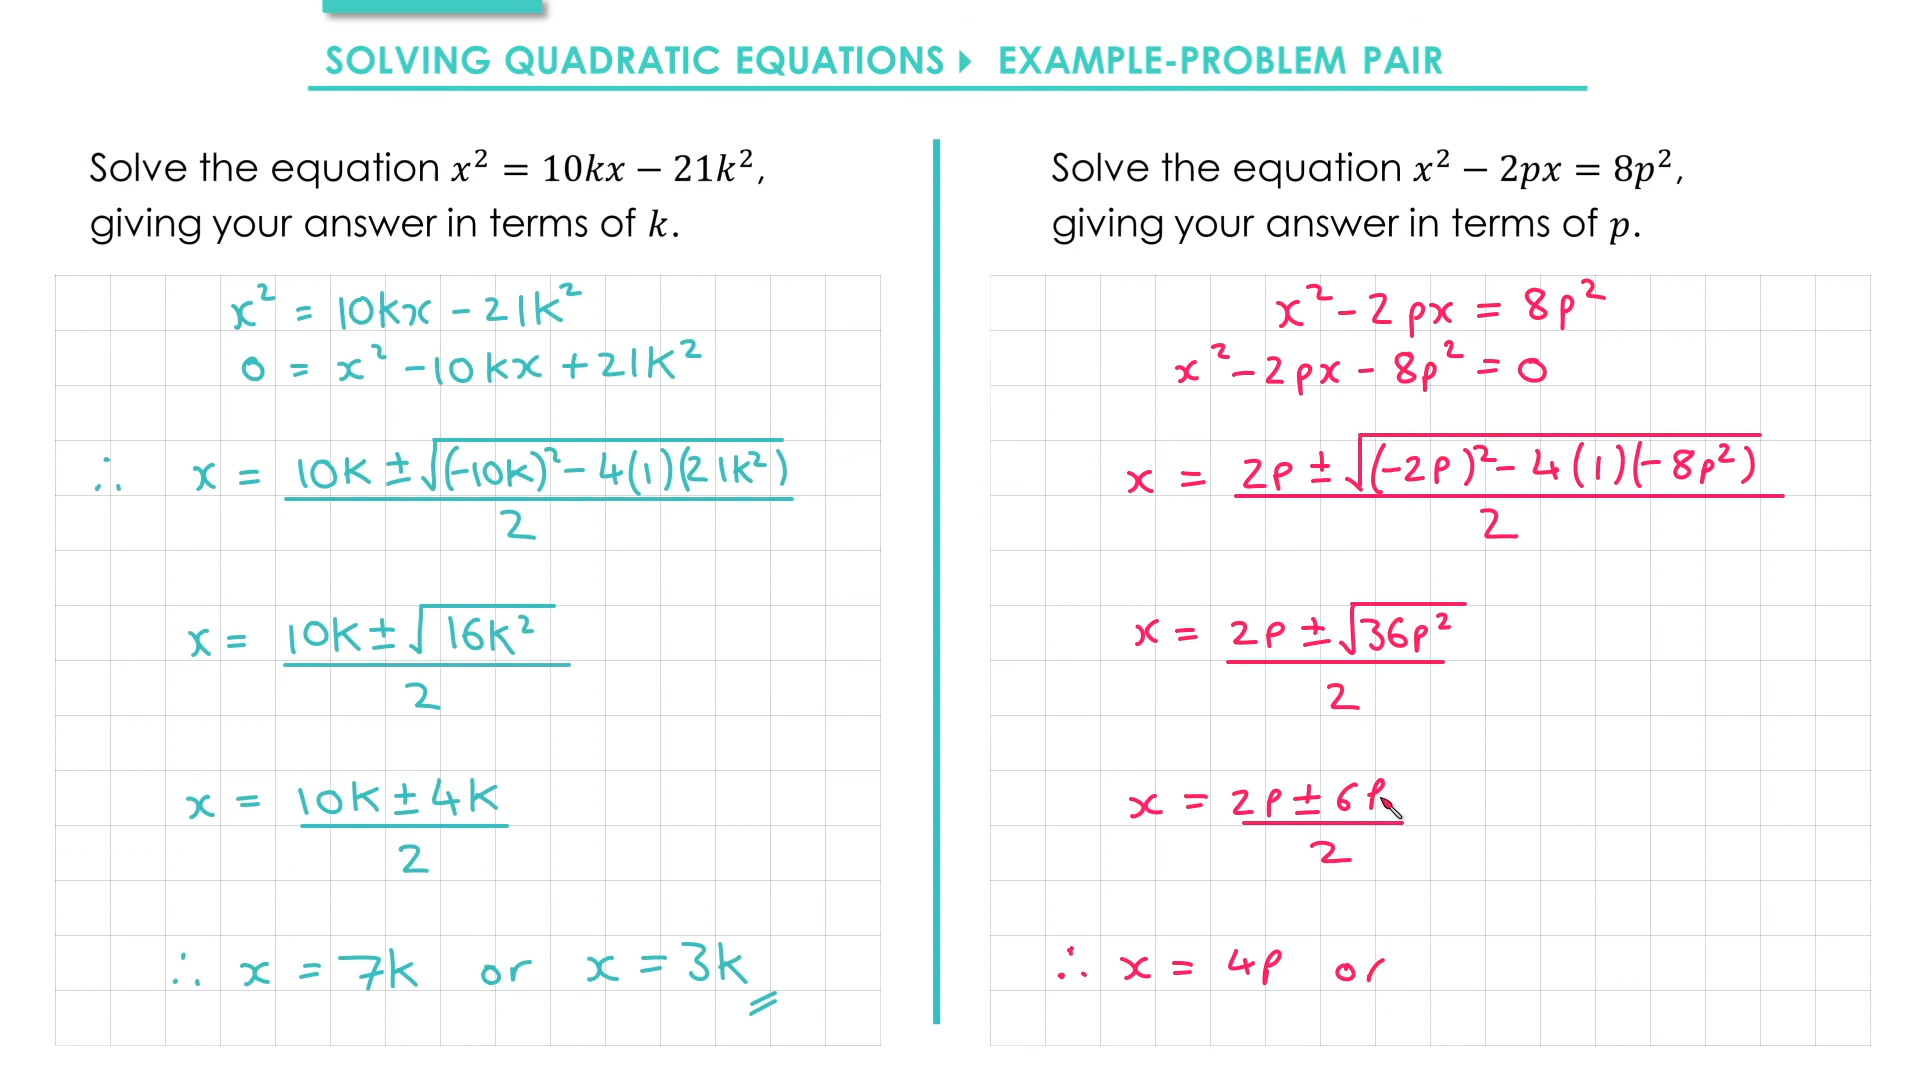 SOLVING QUADRATIC EQUATIONS ▸ EXAMPLE-PROBLEM PAIR
Solve the equation x² = 10kx − 21k²,
giving your answer in terms of k.
x² = 10kx − 21k²
0 = x² − 10kx + 21k²
∴ x = (10k ± √((−10k)² − 4(1)(21k²))) / 2
x = (10k ± √(16k²)) / 2
x = (10k ± 4k) / 2
∴ x = 7k or x = 3k
Solve the equation x² − 2px = 8p²,
giving your answer in terms of p.
x² − 2px = 8p²
x² − 2px − 8p² = 0
x = (2p ± √((−2p)² − 4(1)(−8p²))) / 2
x = (2p ± √(36p²)) / 2
x = (2p ± 6p) / 2
∴ x = 4p or